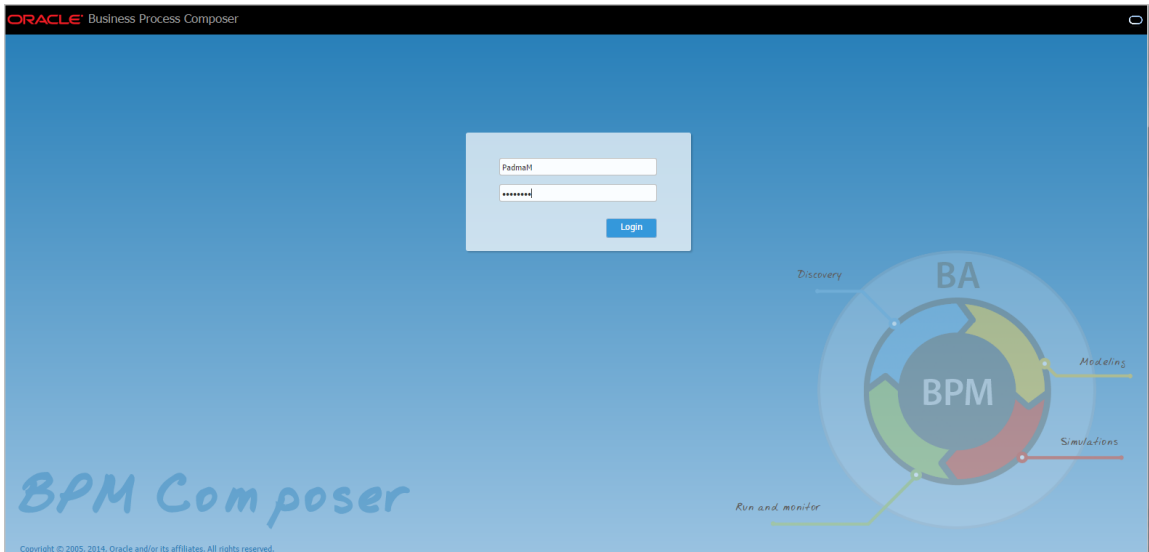 ORACLE® Business Process Composer
PadmaM
••••••••
Login
Discovery
BA
Modeling
BPM
Simulations
BPM Composer
Run and monitor
Copyright © 2005, 2014, Oracle and/or its affiliates. All rights reserved.